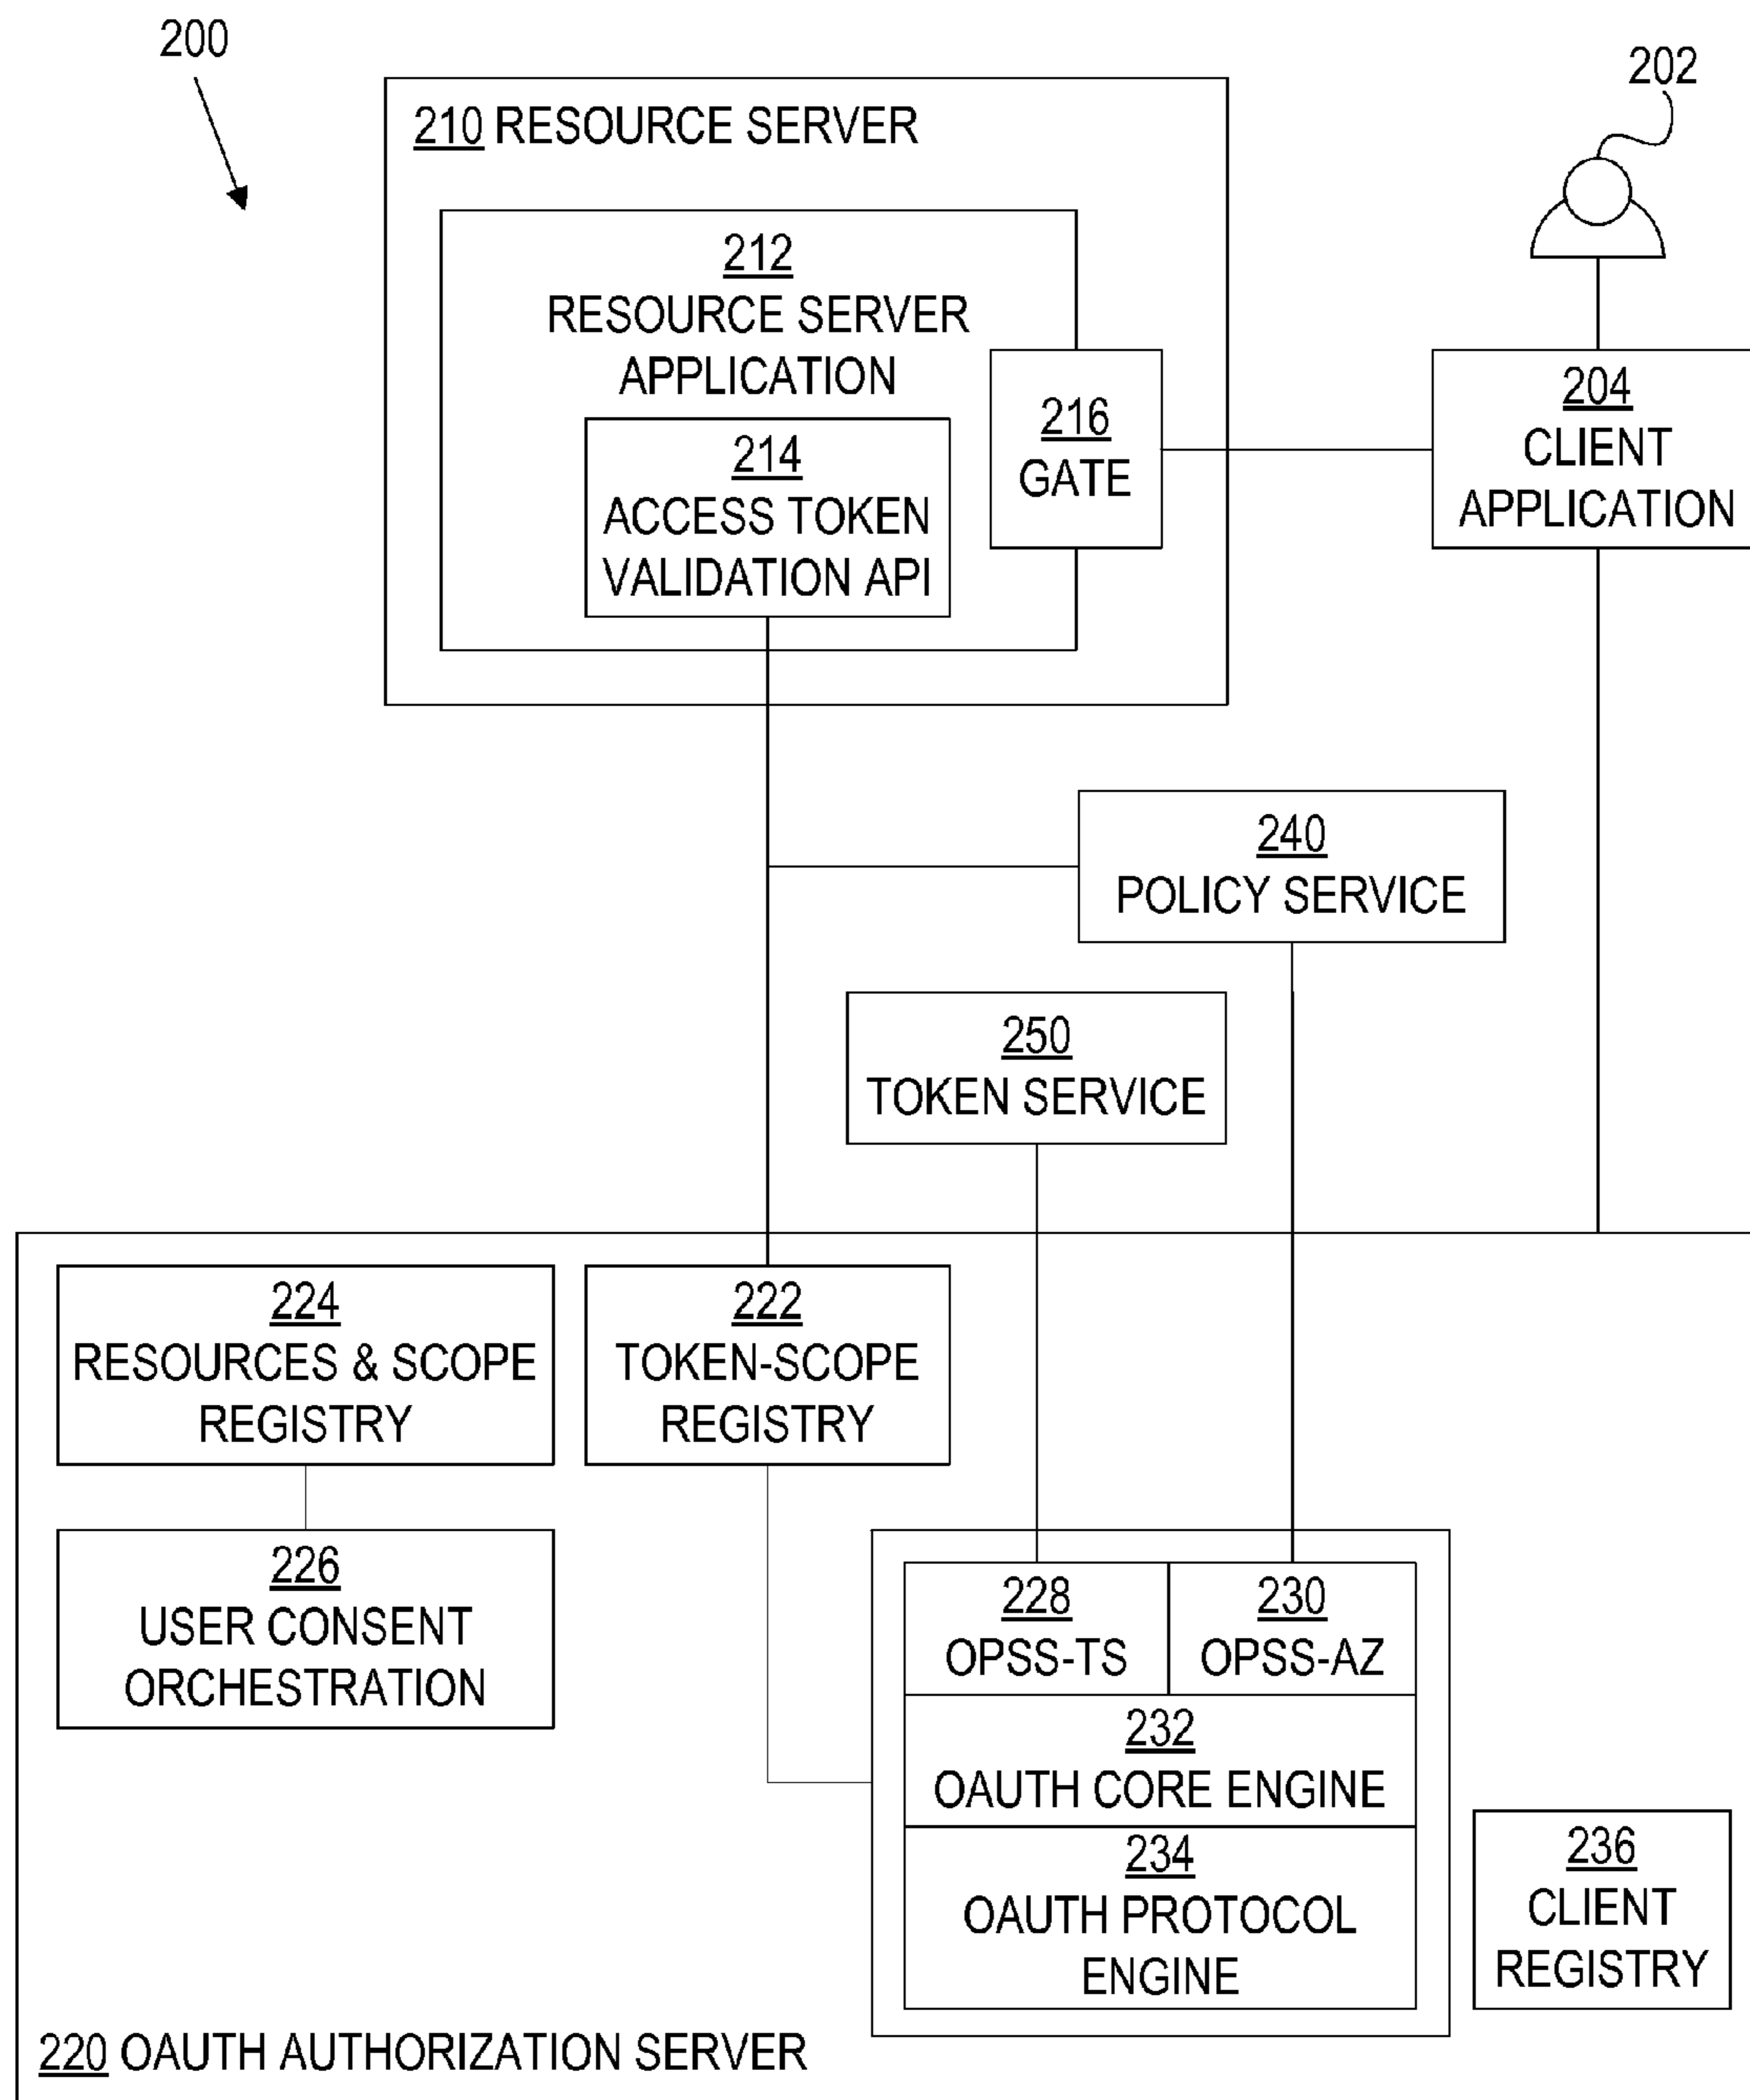 200
202
210 RESOURCE SERVER
212
RESOURCE SERVER
APPLICATION
214
ACCESS TOKEN
VALIDATION API
216
GATE
204
CLIENT
APPLICATION
240
POLICY SERVICE
250
TOKEN SERVICE
224
RESOURCES & SCOPE
REGISTRY
222
TOKEN-SCOPE
REGISTRY
226
USER CONSENT
ORCHESTRATION
228
OPSS-TS
230
OPSS-AZ
232
OAUTH CORE ENGINE
234
OAUTH PROTOCOL
ENGINE
236
CLIENT
REGISTRY
220 OAUTH AUTHORIZATION SERVER